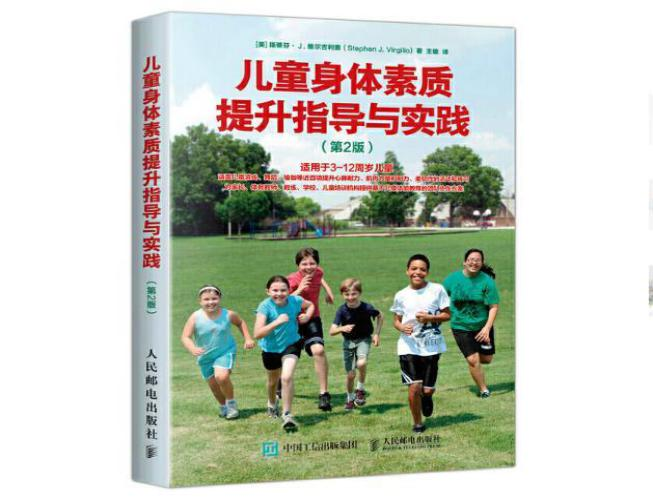 [美] 斯蒂芬·J.维尔吉利奥(Stephen J. Virgilio)著 王雄 译
儿童身体素质
提升指导与实践
（第2版）
适用于3-12周岁儿童
中国工信出版集团
人民邮电出版社
儿童身体素质提升指导与实践
（第2版）
人民邮电出版社